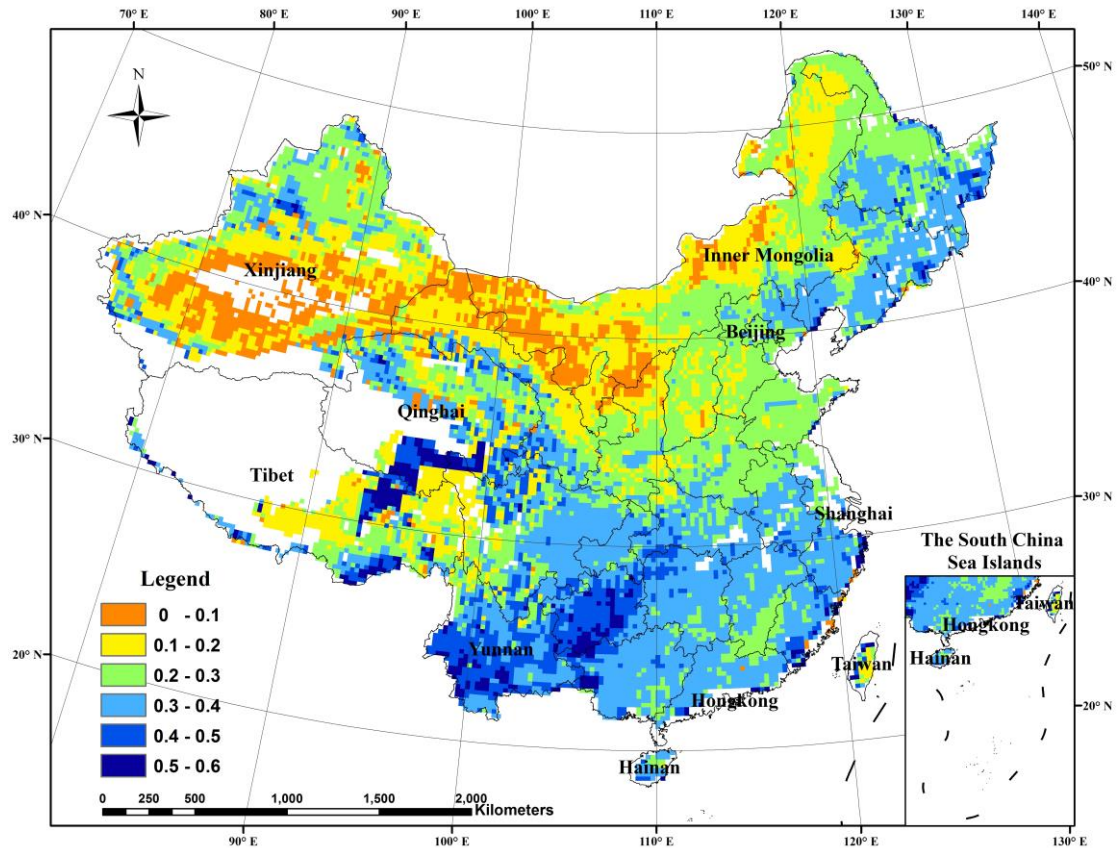 70° E 80° E 90° E 100° E 110° E 120° E 130° E 140° E
N
50° N
40° N
Xinjiang
Inner Mongolia
40° N
Beijing
Qinghai
30° N
Tibet
30° N
Shanghai
The South China
Sea Islands
Legend
0 - 0.1
0.1 - 0.2
0.2 - 0.3
0.3 - 0.4
0.4 - 0.5
0.5 - 0.6
Taiwan
Hongkong
Hainan
Yunnan
Taiwan
20° N
Hongkong
20° N
Hainan
0 250 500 1,000 1,500 2,000
Kilometers
90° E 100° E 110° E 120° E 130° E